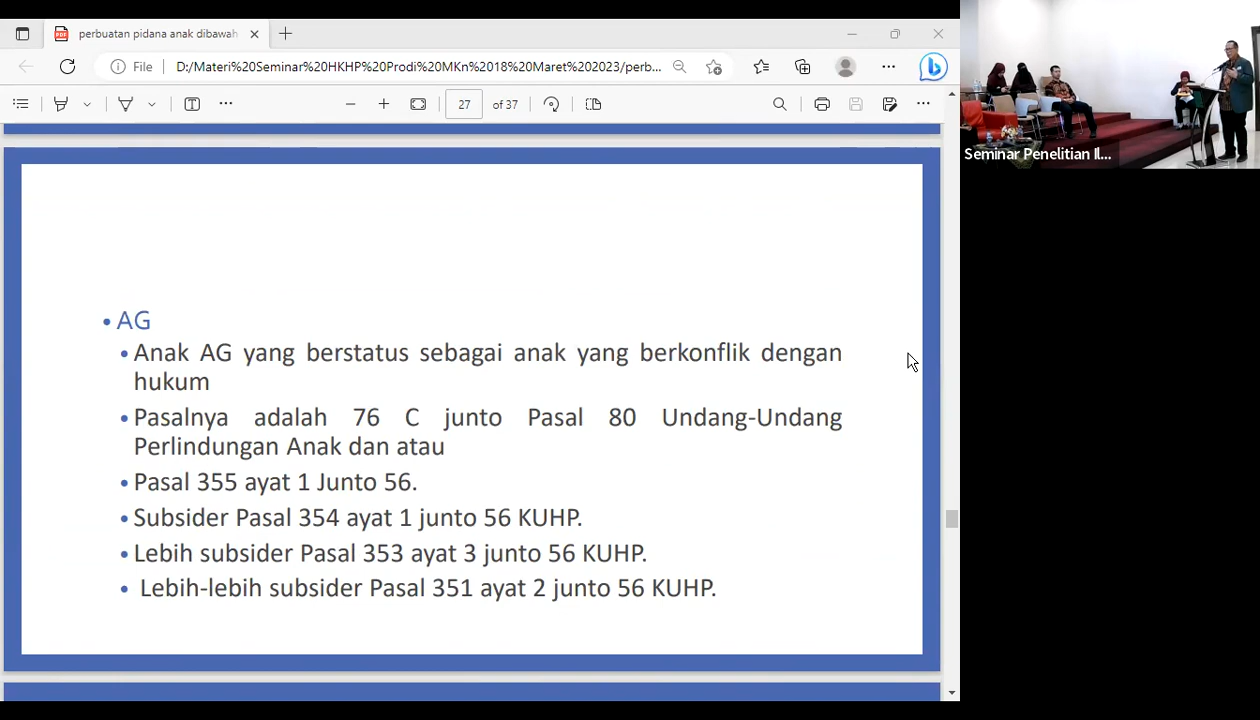 perbuatan pidana anak dibawah
File
D:/Materi%20Seminar%20HKHP%20Prodi%20MKn%2018%20Maret%202023/perb...
27 of 37
Seminar Penelitian Il...
• AG
• Anak AG yang berstatus sebagai anak yang berkonflik dengan
hukum
• Pasalnya adalah 76 C junto Pasal 80 Undang-Undang
Perlindungan Anak dan atau
• Pasal 355 ayat 1 Junto 56.
• Subsider Pasal 354 ayat 1 junto 56 KUHP.
• Lebih subsider Pasal 353 ayat 3 junto 56 KUHP.
• Lebih-lebih subsider Pasal 351 ayat 2 junto 56 KUHP.